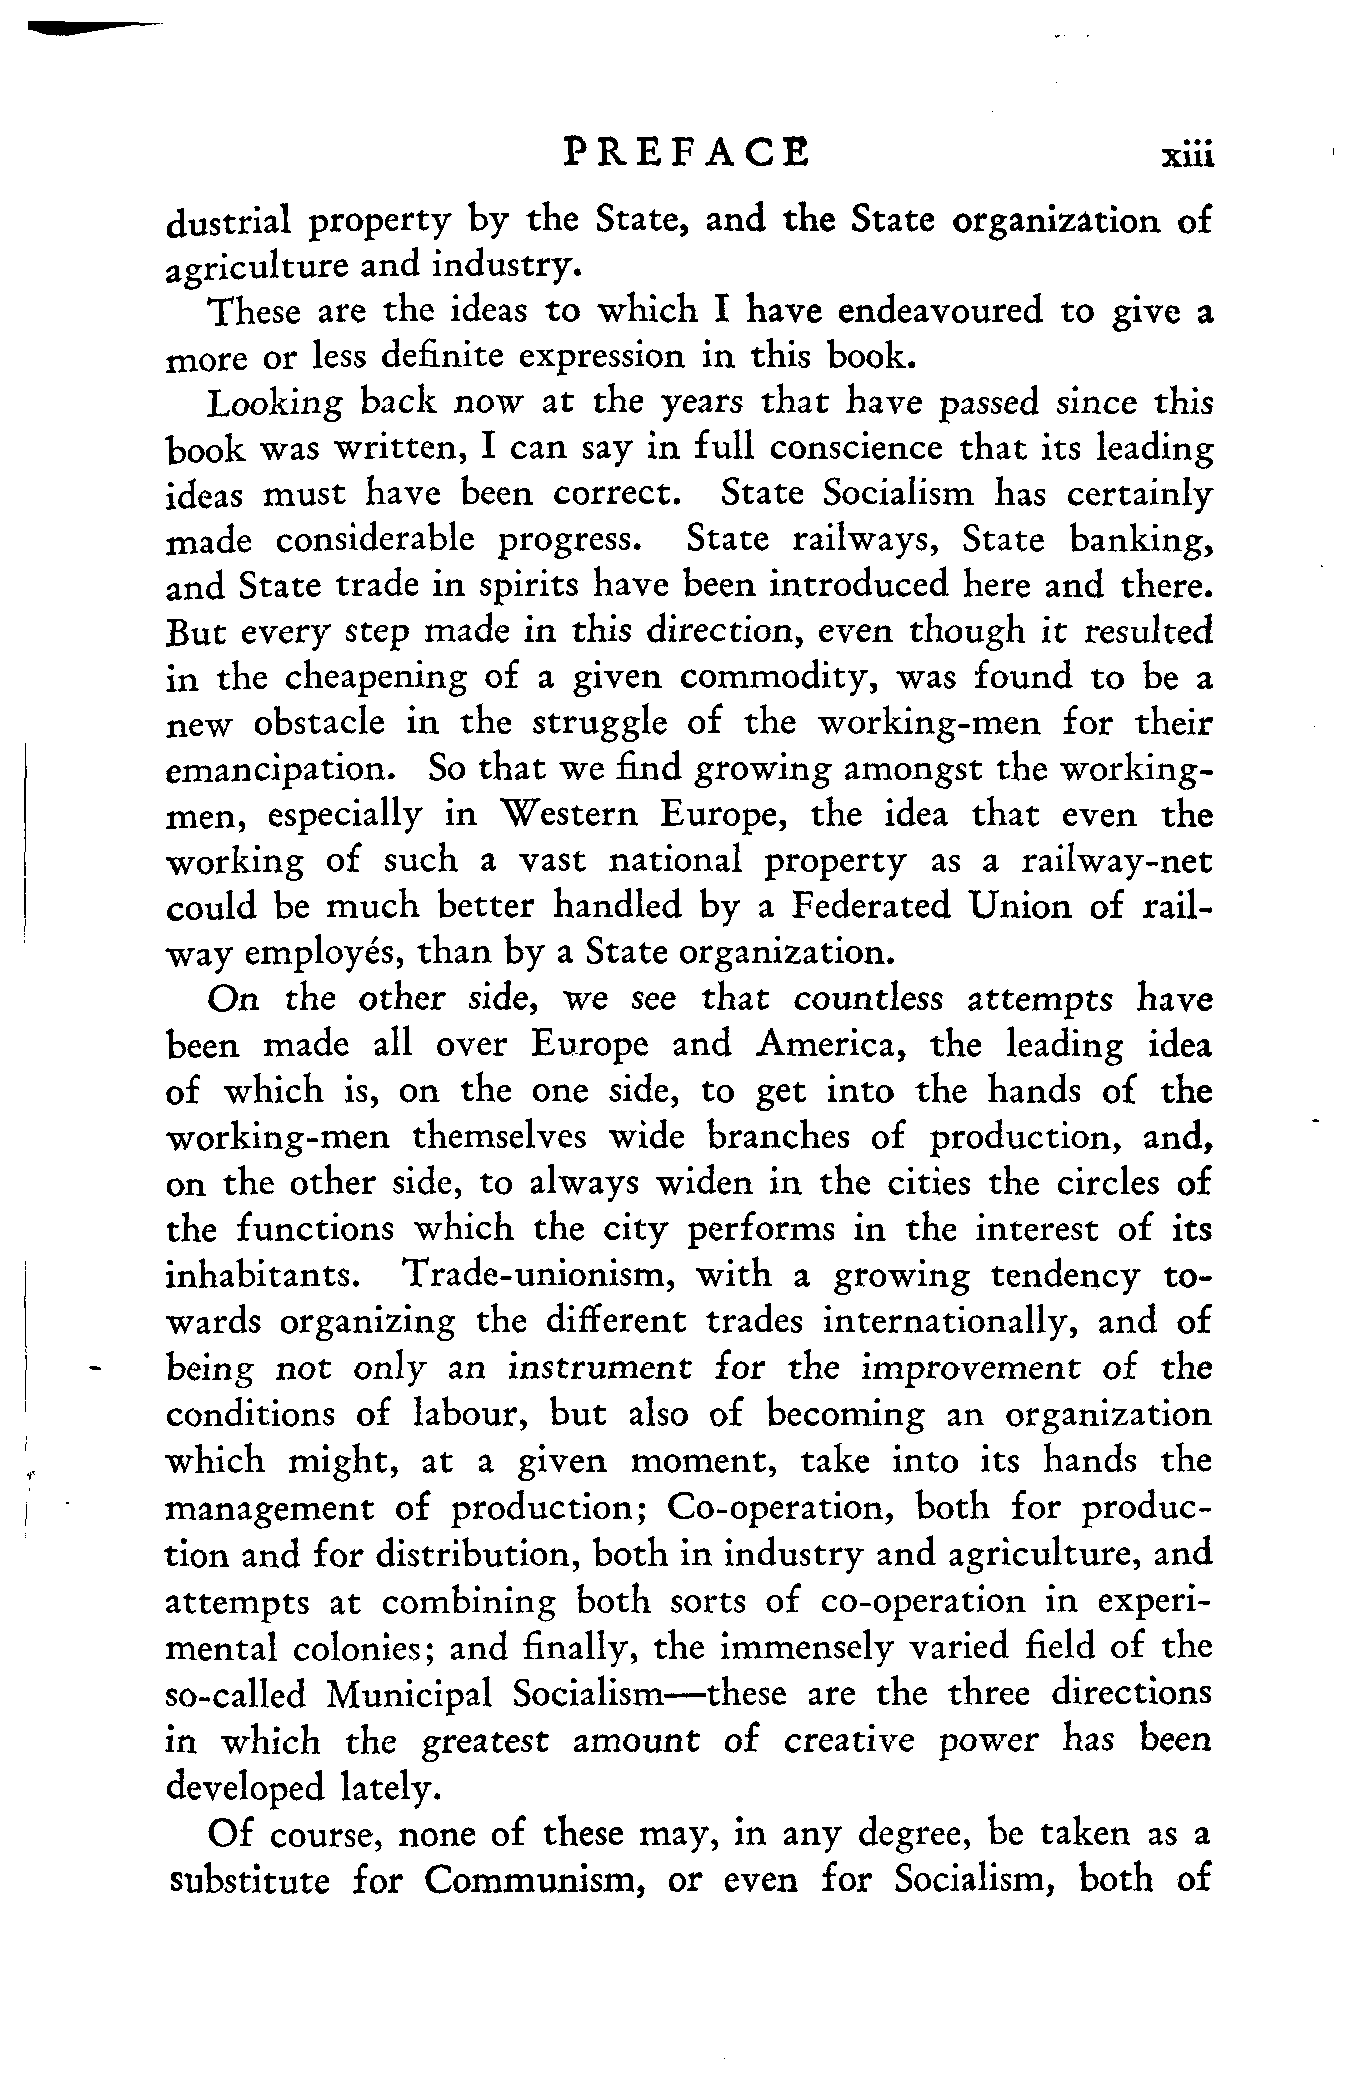 PREFACE xiii
dustrial property by the State, and the State organization of
agriculture and industry.
These are the ideas to which I have endeavoured to give a
more or less definite expression in this book.
Looking back now at the years that have passed since this
book was written, I can say in full conscience that its leading
ideas must have been correct. State Socialism has certainly
made considerable progress. State railways, State banking,
and State trade in spirits have been introduced here and there.
But every step made in this direction, even though it resulted
in the cheapening of a given commodity, was found to be a
new obstacle in the struggle of the working-men for their
emancipation. So that we find growing amongst the working-
men, especially in Western Europe, the idea that even the
working of such a vast national property as a railway-net
could be much better handled by a Federated Union of rail-
way employés, than by a State organization.
On the other side, we see that countless attempts have
been made all over Europe and America, the leading idea
of which is, on the one side, to get into the hands of the
working-men themselves wide branches of production, and,
on the other side, to always widen in the cities the circles of
the functions which the city performs in the interest of its
inhabitants. Trade-unionism, with a growing tendency to-
wards organizing the different trades internationally, and of
being not only an instrument for the improvement of the
conditions of labour, but also of becoming an organization
which might, at a given moment, take into its hands the
management of production; Co-operation, both for produc-
tion and for distribution, both in industry and agriculture, and
attempts at combining both sorts of co-operation in experi-
mental colonies; and finally, the immensely varied field of the
so-called Municipal Socialism—these are the three directions
in which the greatest amount of creative power has been
developed lately.
Of course, none of these may, in any degree, be taken as a
substitute for Communism, or even for Socialism, both of